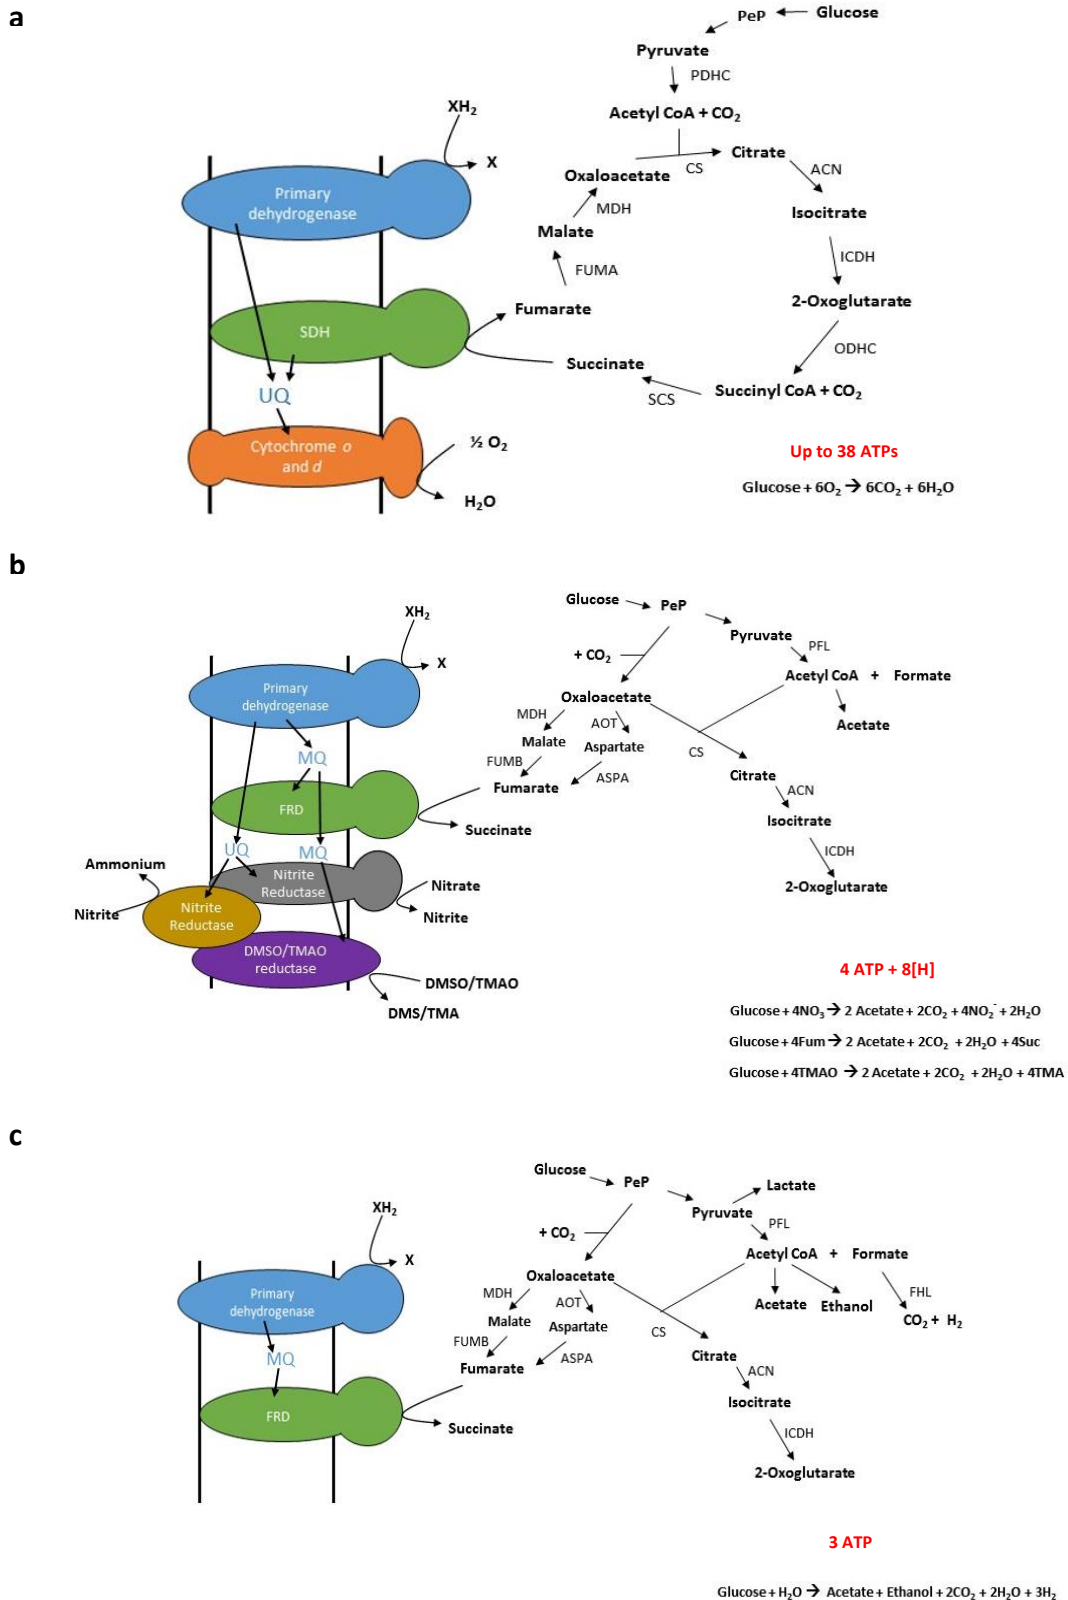 a
PeP
Glucose
Pyruvate
PDHC
Acetyl CoA + CO₂
XH₂
X
Citrate
CS
ACN
Oxaloacetate
MDH
Primary
dehydrogenase
Isocitrate
Malate
ICDH
FUMA
2-Oxoglutarate
Fumarate
SDH
ODHC
Succinate
UQ
SCS
Succinyl CoA + CO₂
Cytochrome o
and d
½ O₂
H₂O
Up to 38 ATPs
Glucose + 6O₂ → 6CO₂ + 6H₂O
b
Glucose
PeP
XH₂
X
Pyruvate
PFL
+ CO₂
Acetyl CoA + Formate
Primary
dehydrogenase
Oxaloacetate
MDH
AOT
Acetate
Malate
Aspartate
CS
MQ
FUMB
ASPA
Citrate
Fumarate
ACN
FRD
Isocitrate
Succinate
UQ
MQ
ICDH
Ammonium
Nitrite
Reductase
Nitrate
2-Oxoglutarate
Nitrite
Nitrite
Reductase
Nitrite
DMSO/TMAO
reductase
DMSO/TMAO
DMS/TMA
4 ATP + 8[H]
Glucose + 4NO₃ → 2 Acetate + 2CO₂ + 4NO₂⁻ + 2H₂O
Glucose + 4Fum → 2 Acetate + 2CO₂ + 2H₂O + 4Suc
Glucose + 4TMAO → 2 Acetate + 2CO₂ + 2H₂O + 4TMA
c
Glucose
PeP
Lactate
XH₂
X
Pyruvate
PFL
+ CO₂
Acetyl CoA + Formate
Oxaloacetate
Primary
dehydrogenase
MDH
AOT
Acetate
Ethanol
FHL
CO₂ + H₂
Malate
Aspartate
CS
FUMB
ASPA
MQ
Citrate
Fumarate
ACN
Isocitrate
FRD
Succinate
ICDH
2-Oxoglutarate
3 ATP
Glucose + H₂O → Acetate + Ethanol + 2CO₂ + 2H₂O + 3H₂